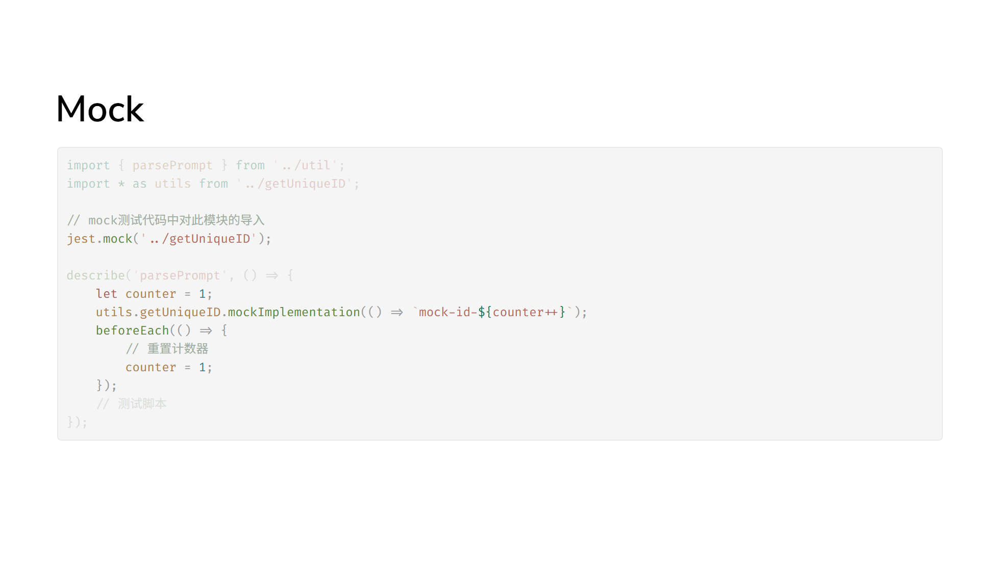 Mock
import { parsePrompt } from '../util';
import * as utils from '../getUniqueID';
// mock测试代码中对此模块的导入
jest.mock('../getUniqueID');
describe('parsePrompt', () => {
    let counter = 1;
    utils.getUniqueID.mockImplementation(() => `mock-id-${counter++}`);
    beforeEach(() => {
        // 重置计数器
        counter = 1;
    });
    // 测试脚本
});